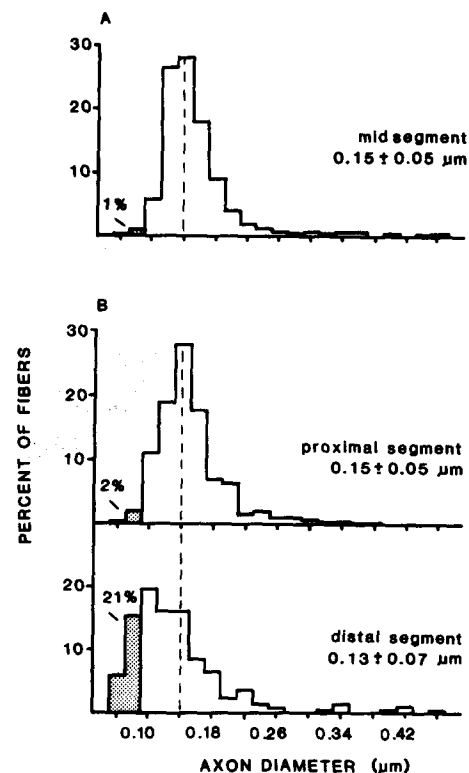 A
30
20
10
1%
mid segment
0.15±0.05 µm
B
30
20
10
2%
proximal segment
0.15±0.05 µm
20
10
21%
distal segment
0.13±0.07 µm
PERCENT OF FIBERS
0.10 0.18 0.26 0.34 0.42
AXON DIAMETER (µm)